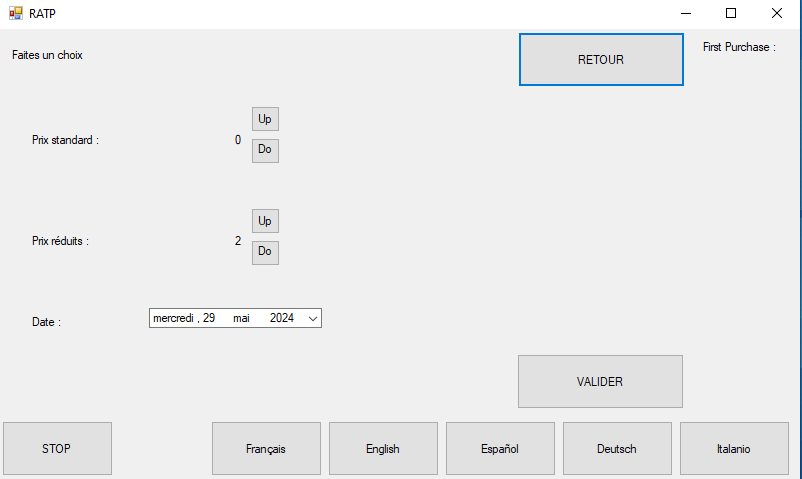 RATP
Faites un choix
RETOUR
First Purchase :
Up
Prix standard :
0
Do
Up
Prix réduits :
2
Do
Date :
mercredi , 29 mai 2024
VALIDER
STOP
Français
English
Español
Deutsch
Italanio